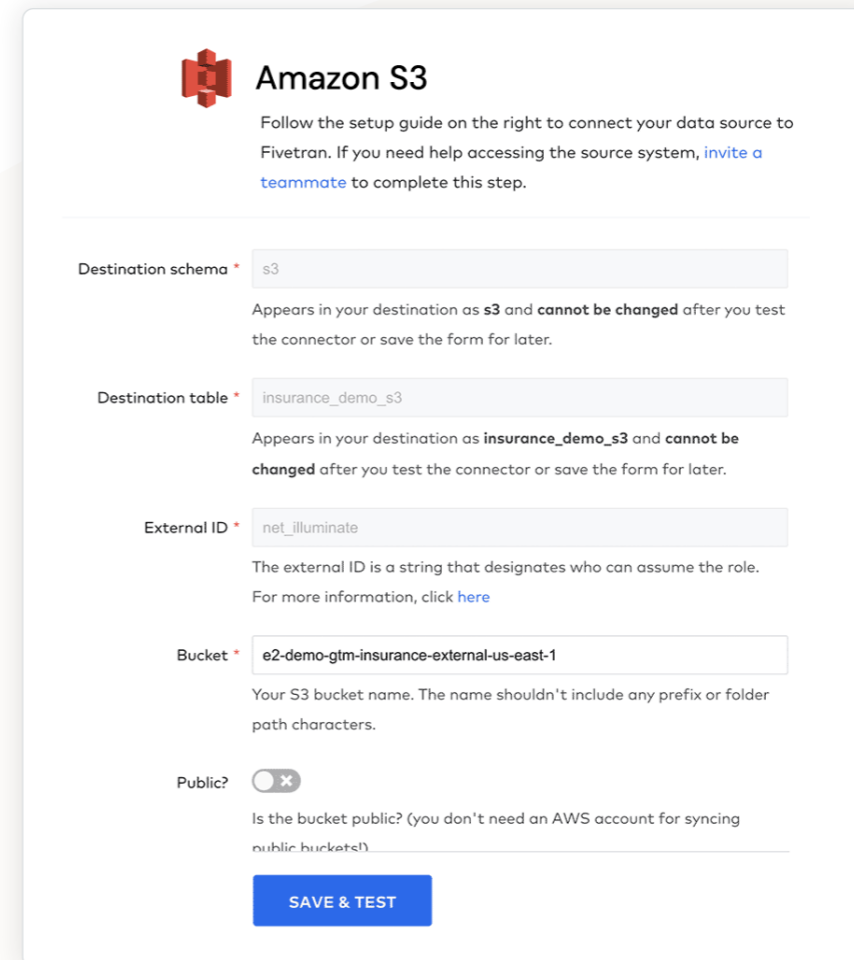 Amazon S3
Follow the setup guide on the right to connect your data source to
Fivetran. If you need help accessing the source system, invite a
teammate to complete this step.
Destination schema *
s3
Appears in your destination as s3 and cannot be changed after you test
the connector or save the form for later.
Destination table *
insurance_demo_s3
Appears in your destination as insurance_demo_s3 and cannot be
changed after you test the connector or save the form for later.
External ID *
net_illuminate
The external ID is a string that designates who can assume the role.
For more information, click here
Bucket *
e2-demo-gtm-insurance-external-us-east-1
Your S3 bucket name. The name shouldn't include any prefix or folder
path characters.
Public?
Is the bucket public? (you don't need an AWS account for syncing
public buckets!)
SAVE & TEST